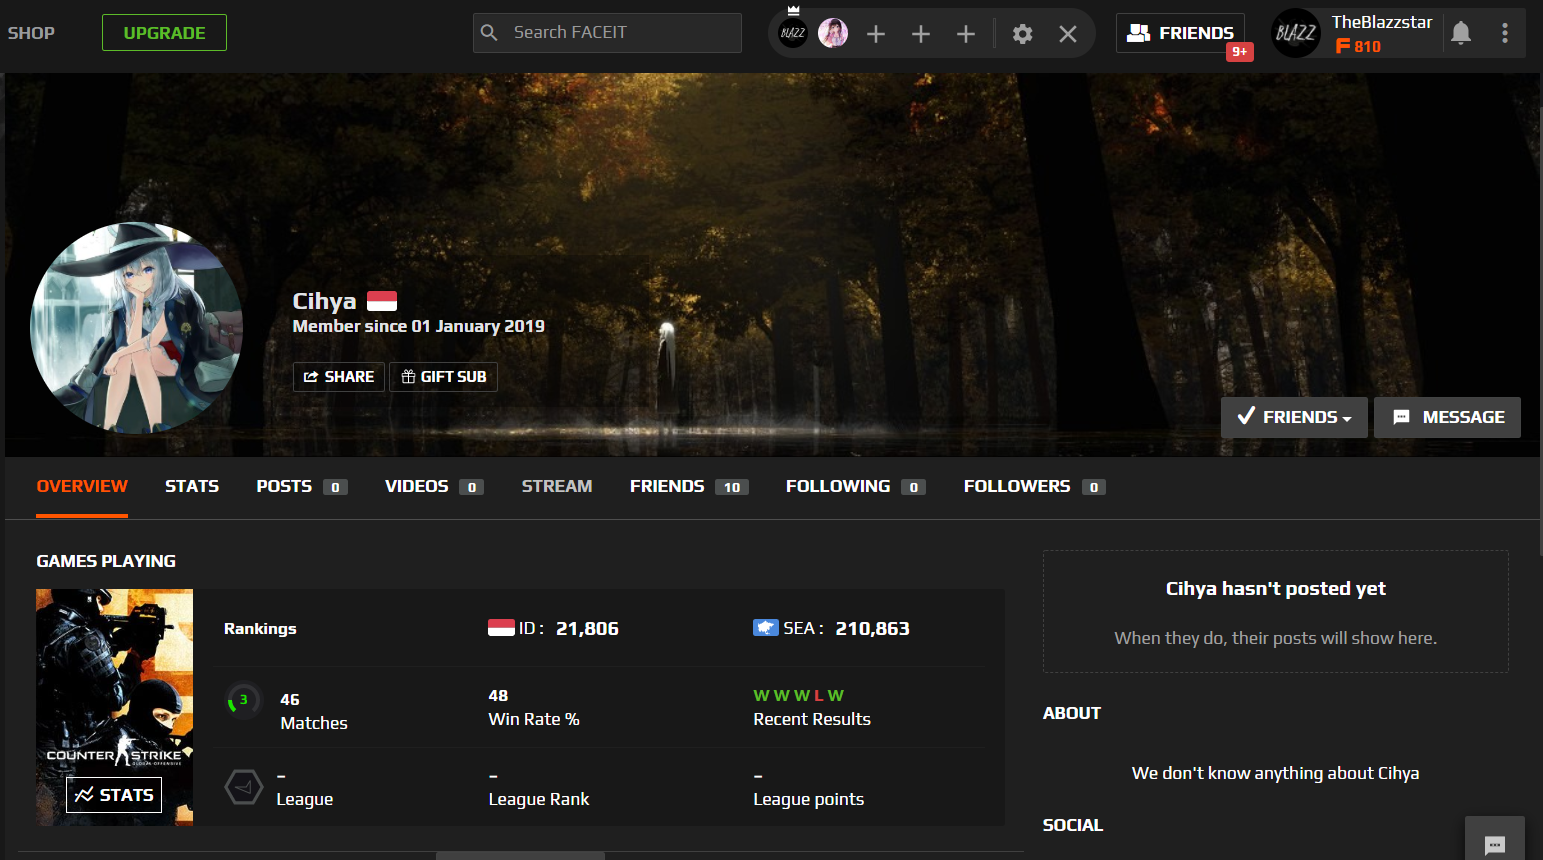 SHOP
UPGRADE
Search FACEIT
BLAZZ
FRIENDS
9+
BLAZZ
TheBlazzstar
810
Cihya
Member since 01 January 2019
SHARE
GIFT SUB
FRIENDS
MESSAGE
OVERVIEW
STATS
POSTS 0
VIDEOS 0
STREAM
FRIENDS 10
FOLLOWING 0
FOLLOWERS 0
GAMES PLAYING
COUNTER STRIKE
GLOBAL OFFENSIVE
STATS
Rankings
ID : 21,806
SEA : 210,863
3
46
Matches
48
Win Rate %
W W W L W
Recent Results
–
League
–
League Rank
–
League points
Cihya hasn't posted yet
When they do, their posts will show here.
ABOUT
We don't know anything about Cihya
SOCIAL